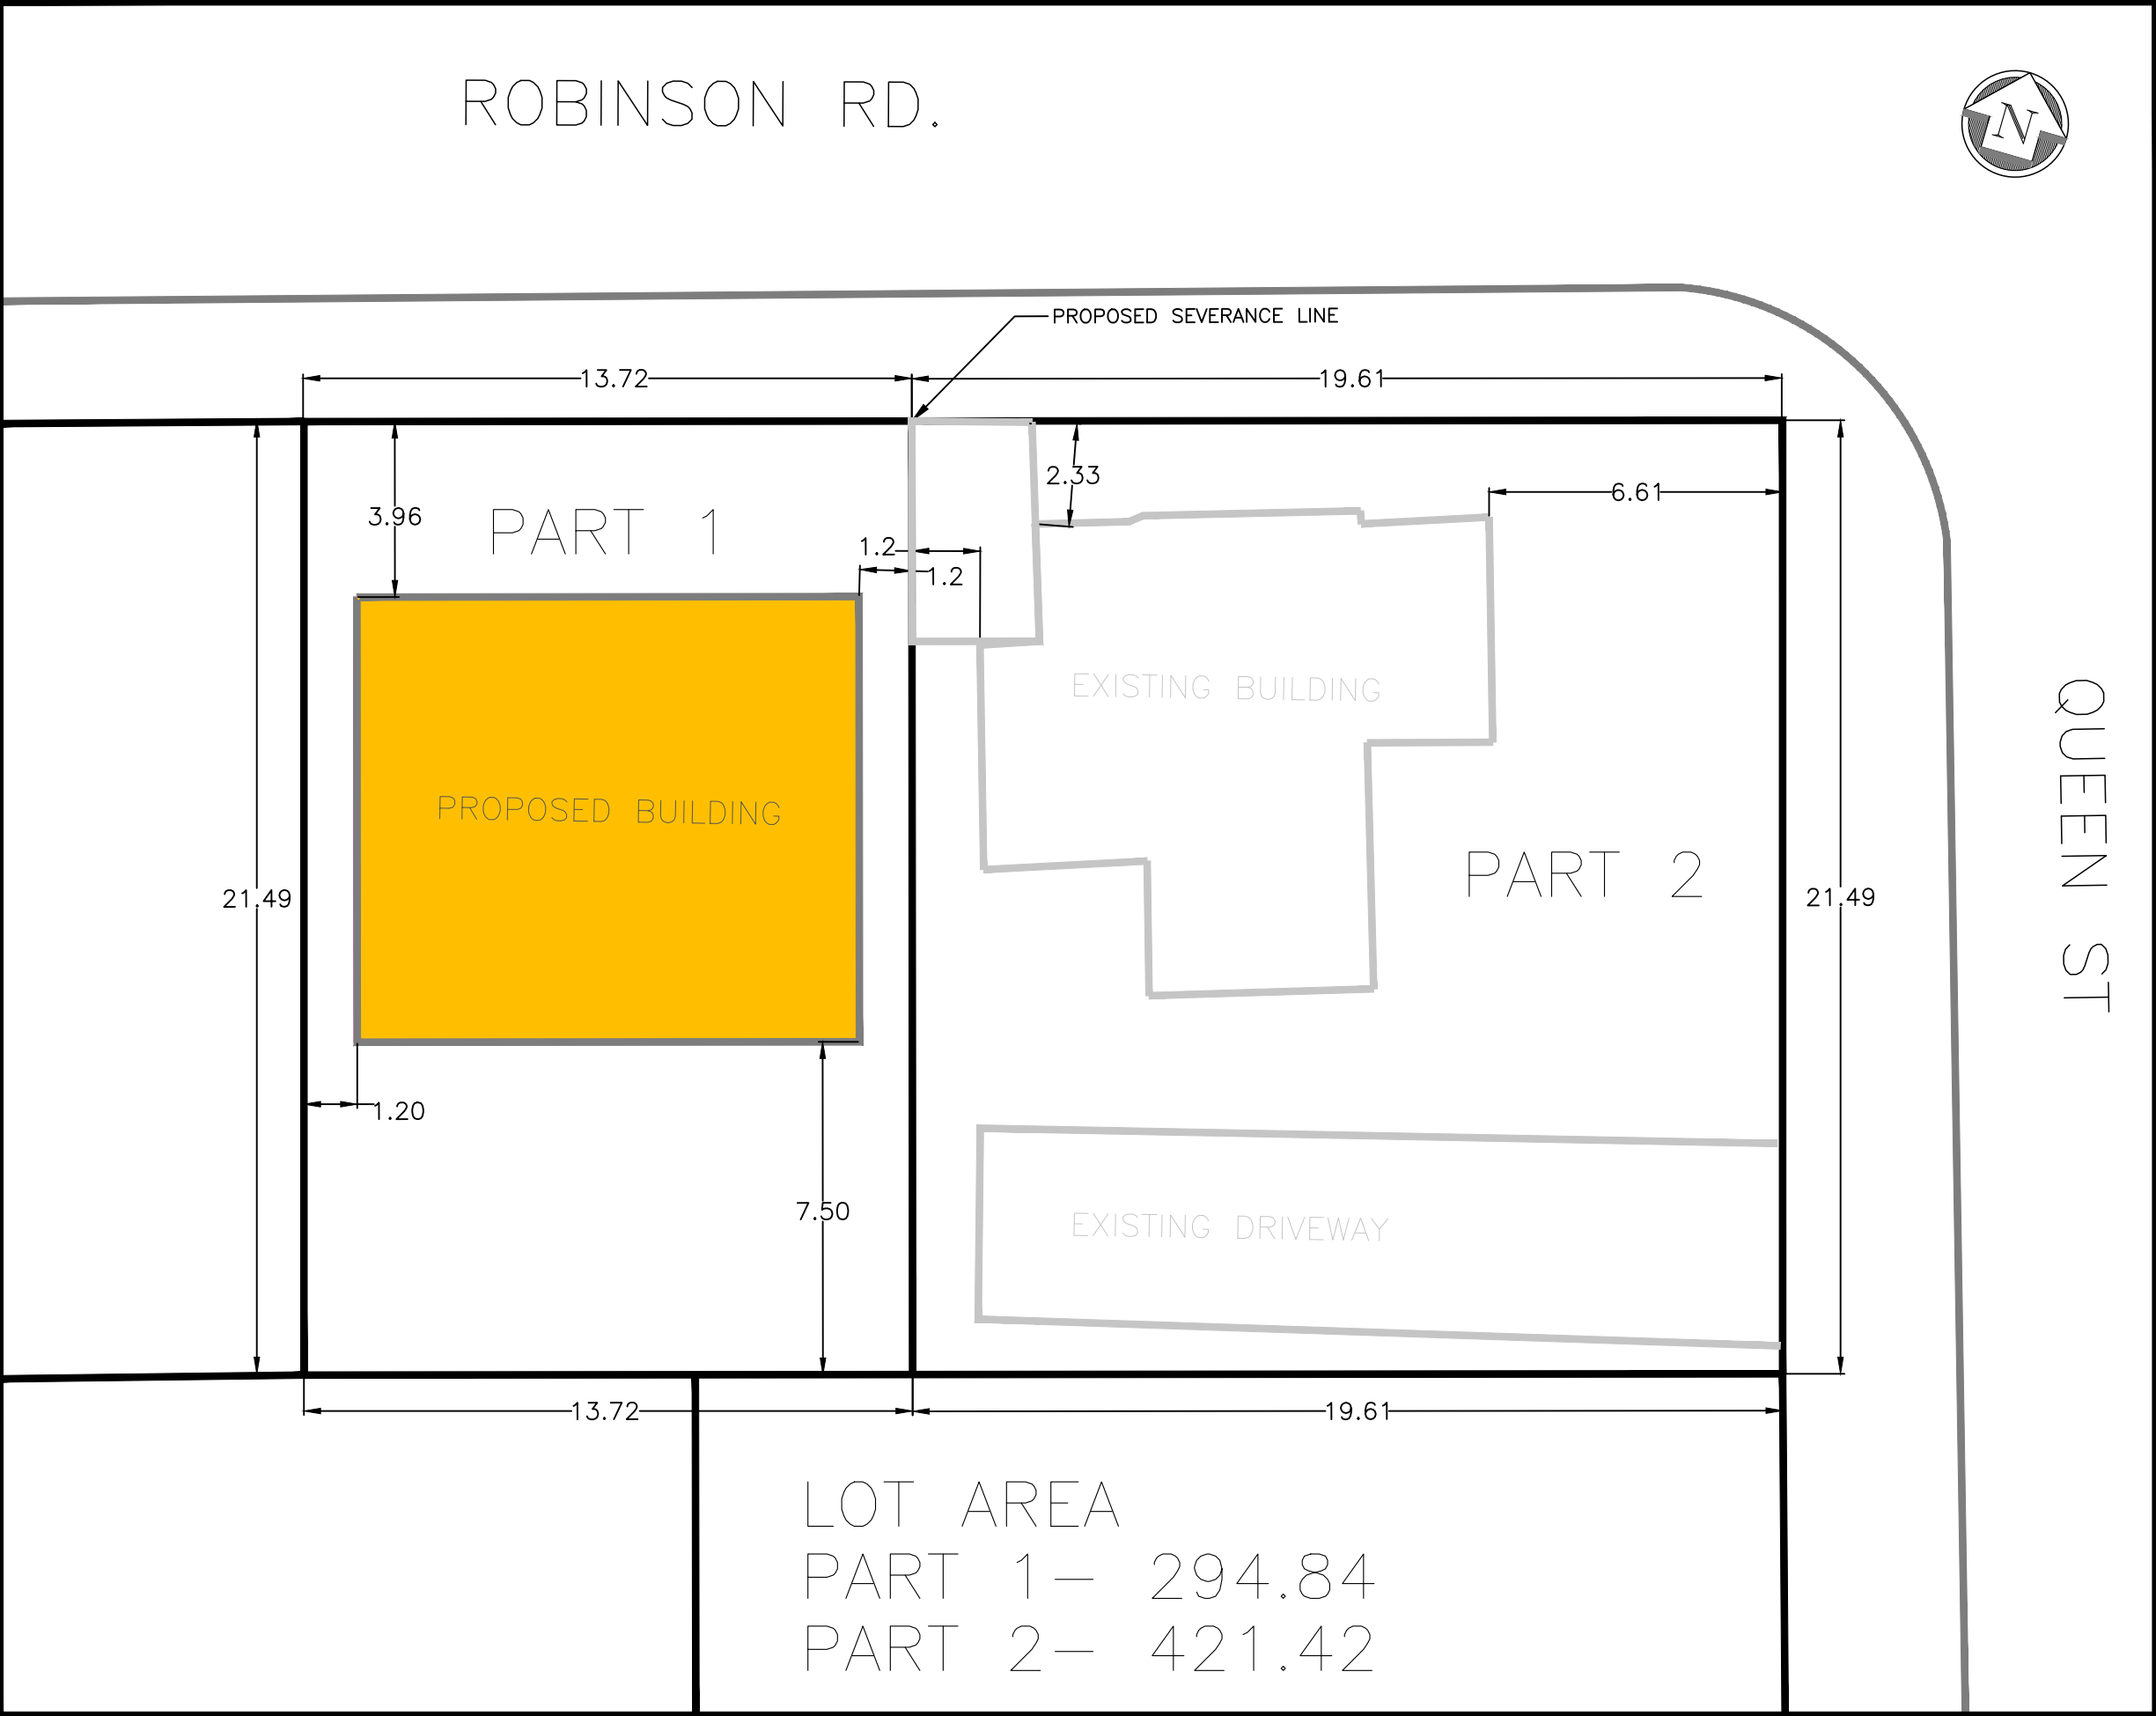 ROBINSON RD.
N
PROPOSED SEVERANCE LINE
13.72
19.61
2.33
6.61
3.96
PART 1
1.2
1.2
EXISTING BUILDING
PROPOSED BUILDING
QUEEN ST
PART 2
21.49
21.49
1.20
7.50
EXISTING DRIVEWAY
13.72
19.61
LOT AREA
PART 1- 294.84
PART 2- 421.42